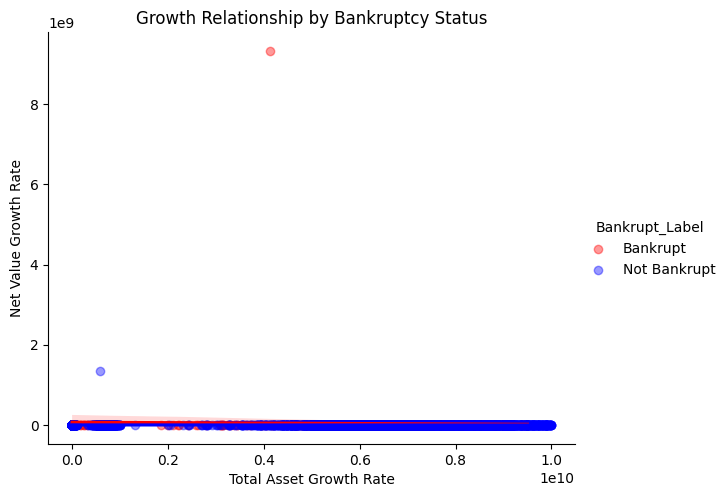 Growth Relationship by Bankruptcy Status
1e9
8
6
4
2
0
Net Value Growth Rate
0.0 0.2 0.4 0.6 0.8 1.0
1e10
Total Asset Growth Rate
Bankrupt_Label
Bankrupt
Not Bankrupt